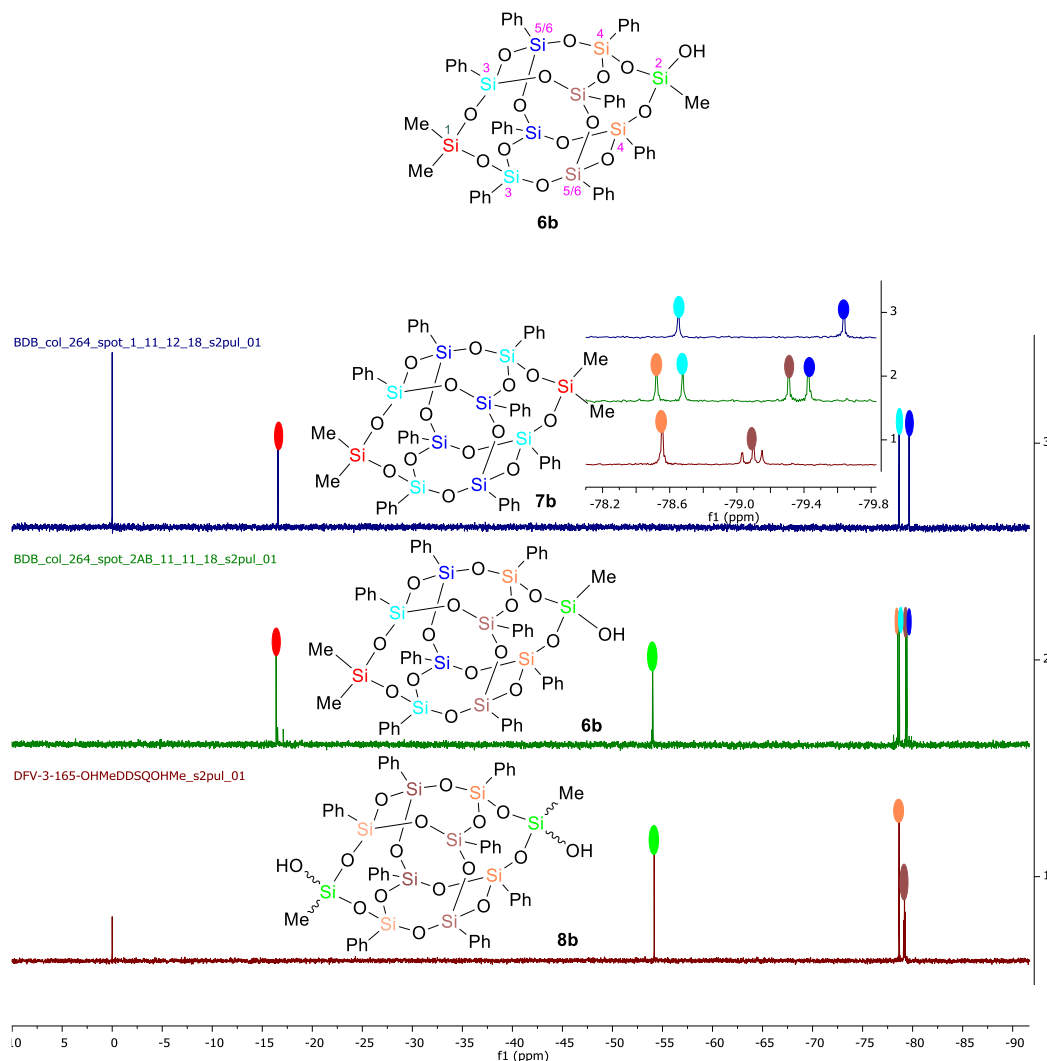 Ph 5/6 4 Ph
Si O Si 2 OH
O O
Ph 3 O O Si
Si Si Me
O O Ph O O
Me 1 Ph Si O Si
Si O O 4 Ph
Me O Si O Si
Ph 3 5/6 Ph
6b
BDB_col_264_spot_1_11_12_18_s2pul_01
Ph Ph
Si O Si Me
O O O Si
Ph Si O Si Me
O O Ph O O
Me Ph Si O Si
Si O O O Ph
Me O Si O Si
Ph Ph
7b
3
2
1
-78.2 -78.6 -79.0 -79.4 -79.8
f1 (ppm)
3
BDB_col_264_spot_2AB_11_11_18_s2pul_01
Ph Me
Si O Si
O O O Si
Ph Si O Si OH
O O Ph O O
Me Ph Si O Si
Si O O O Ph
Me O Si O Si
Ph Ph
6b
2
DFV-3-165-OHMeDDSQOHMe_s2pul_01
Ph Ph
Si O Si Me
O O O Si
Ph Si O Si OH
O O Ph O O
HO Ph Si O Si
Si O O O Ph
Me O Si O Si
Ph Ph
8b
1
10 5 0 -5 -10 -15 -20 -25 -30 -35 -40 -45 -50 -55 -60 -65 -70 -75 -80 -85 -90
f1 (ppm)